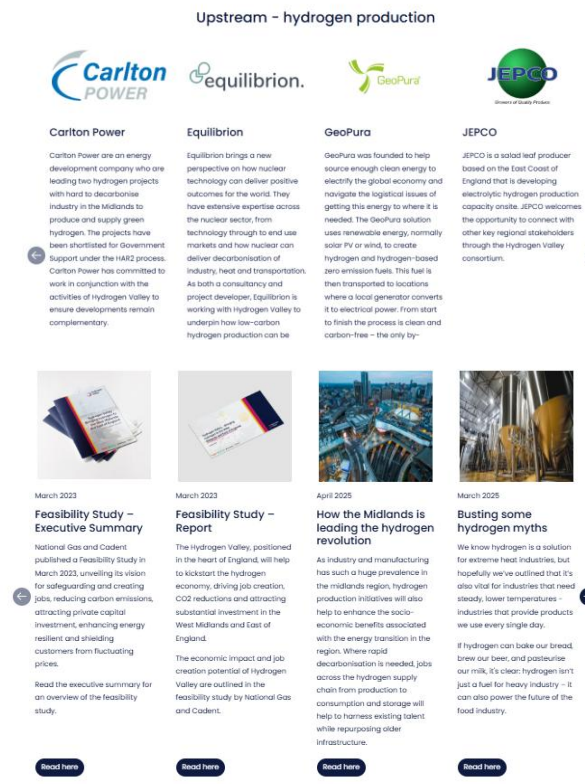 Upstream - hydrogen production
Carlton
POWER
equilibrion.
GeoPura
JEPCO
Growers of Quality Produce
Carlton Power
Carlton Power are an energy
development company who are
leading two hydrogen projects
with hard to decarbonise
industry in the Midlands to
produce and supply green
hydrogen. The projects have
been shortlisted for Government
Support under the HAR2 process.
Carlton Power has committed to
work in conjunction with the
activities of Hydrogen Valley to
ensure developments remain
complementary.
Equilibrion
Equilibrion brings a new
perspective on how nuclear
technology can deliver positive
outcomes for the world. They
have extensive expertise across
the nuclear sector, from
technology through to end use
markets and how nuclear can
deliver decarbonisation of
industry, heat and transportation.
As both a consultancy and
project developer, Equilibrion is
working with Hydrogen Valley to
underpin how low-carbon
hydrogen production can be
GeoPura
GeoPura was founded to help
source enough clean energy to
electrify the global economy and
navigate the logistical issues of
getting this energy to where it is
needed. The GeoPura solution
uses renewable energy, normally
solar PV or wind, to create
hydrogen and hydrogen-based
zero emission fuels. This fuel is
then transported to locations
where a local generator converts
it to electrical power. From start
to finish the process is clean and
carbon-free – the only by-
JEPCO
JEPCO is a salad leaf producer
based on the East Coast of
England that is developing
electrolytic hydrogen production
capacity onsite. JEPCO welcomes
the opportunity to connect with
other key regional stakeholders
through the Hydrogen Valley
consortium.
March 2023
Feasibility Study –
Executive Summary
National Gas and Cadent
published a Feasibility Study in
March 2023, unveiling its vision
for safeguarding and creating
jobs, reducing carbon emissions,
attracting private capital
investment, enhancing energy
resilient and shielding
customers from fluctuating
prices.
Read the executive summary for
an overview of the feasibility
study.
Read here
March 2023
Feasibility Study –
Report
The Hydrogen Valley, positioned
in the heart of England, will help
to kickstart the hydrogen
economy, driving job creation,
CO2 reductions and attracting
substantial investment in the
West Midlands and East of
England.
The economic impact and job
creation potential of Hydrogen
Valley are outlined in the
feasibility study by National Gas
and Cadent.
Read here
April 2025
How the Midlands is
leading the hydrogen
revolution
As industry and manufacturing
has such a huge prevalence in
the midlands region, hydrogen
production initiatives will also
help to enhance the socio-
economic benefits associated
with the energy transition in the
region. Where rapid
decarbonisation is needed, jobs
across the hydrogen supply
chain from production to
consumption and storage will
help to harness existing talent
while repurposing older
infrastructure.
Read here
March 2025
Busting some
hydrogen myths
We know hydrogen is a solution
for extreme heat industries, but
hopefully we've outlined that it's
also vital for industries that need
steady, lower temperatures -
industries that provide products
we use every single day.
If hydrogen can bake our bread,
brew our beer, and pasteurise
our milk, it's clear: hydrogen isn't
just a fuel for heavy industry – it
can also power the future of the
food industry.
Read here